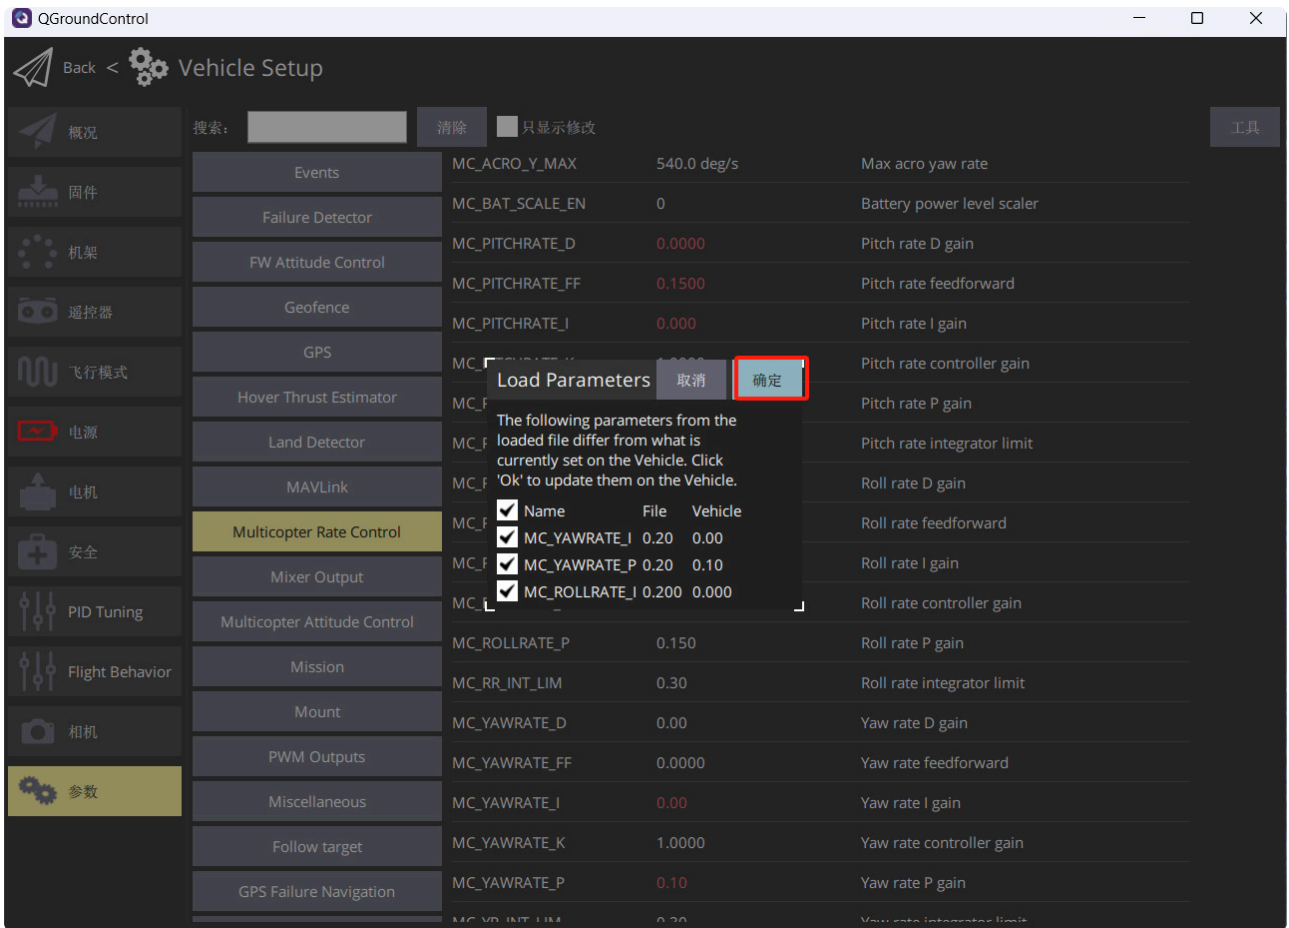 QGroundControl
Back < Vehicle Setup
概况
固件
机架
遥控器
飞行模式
电源
电机
安全
PID Tuning
Flight Behavior
相机
参数
搜索：
清除
只显示修改
工具
Events
Failure Detector
FW Attitude Control
Geofence
GPS
Hover Thrust Estimator
Land Detector
MAVLink
Multicopter Rate Control
Mixer Output
Multicopter Attitude Control
Mission
Mount
PWM Outputs
Miscellaneous
Follow target
GPS Failure Navigation
MC_ACRO_Y_MAX 540.0 deg/s Max acro yaw rate
MC_BAT_SCALE_EN 0 Battery power level scaler
MC_PITCHRATE_D 0.0000 Pitch rate D gain
MC_PITCHRATE_FF 0.1500 Pitch rate feedforward
MC_PITCHRATE_I 0.000 Pitch rate I gain
Pitch rate controller gain
Pitch rate P gain
Pitch rate integrator limit
Roll rate D gain
Roll rate feedforward
Roll rate I gain
Roll rate controller gain
MC_ROLLRATE_P 0.150 Roll rate P gain
MC_RR_INT_LIM 0.30 Roll rate integrator limit
MC_YAWRATE_D 0.00 Yaw rate D gain
MC_YAWRATE_FF 0.0000 Yaw rate feedforward
MC_YAWRATE_I 0.00 Yaw rate I gain
MC_YAWRATE_K 1.0000 Yaw rate controller gain
MC_YAWRATE_P 0.10 Yaw rate P gain
MC_YR_INT_LIM 0.30 Yaw rate integrator limit
Load Parameters 取消 确定
The following parameters from the
loaded file differ from what is
currently set on the Vehicle. Click
'Ok' to update them on the Vehicle.
Name File Vehicle
MC_YAWRATE_I 0.20 0.00
MC_YAWRATE_P 0.20 0.10
MC_ROLLRATE_I 0.200 0.000